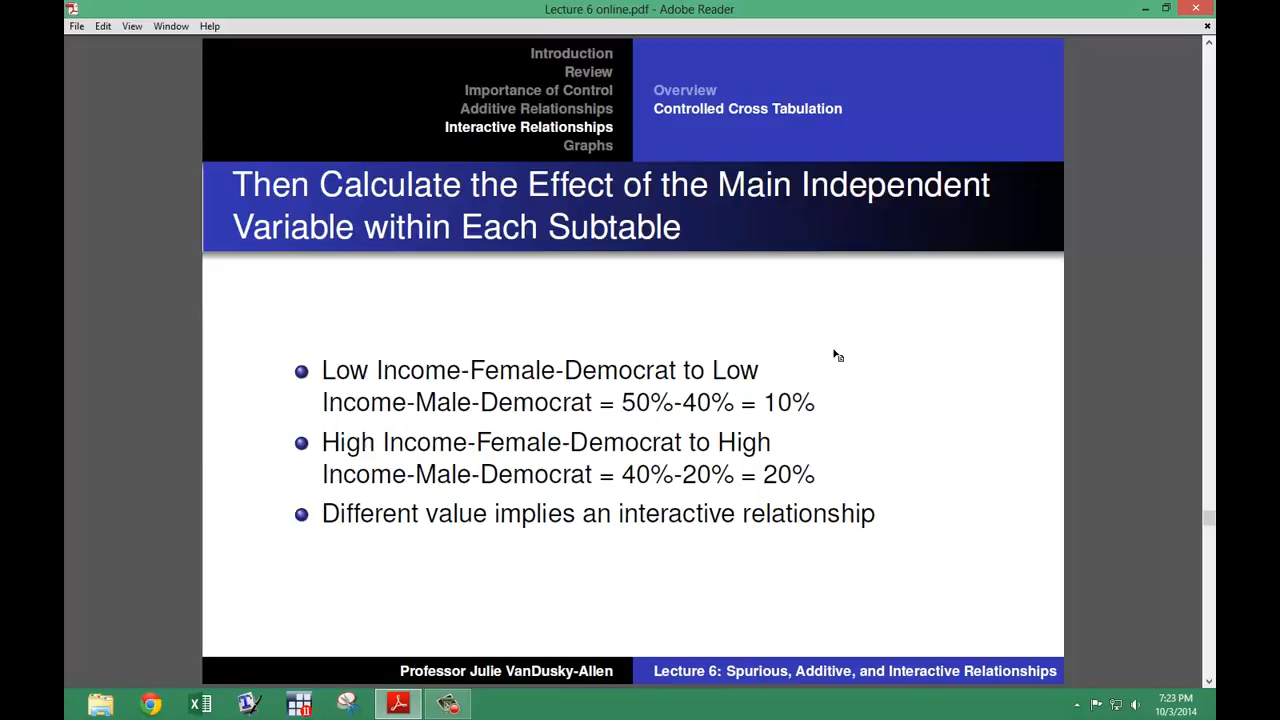 Lecture 6 online.pdf - Adobe Reader
File Edit View Window Help
Introduction
Review
Importance of Control
Additive Relationships
Interactive Relationships
Graphs
Overview
Controlled Cross Tabulation
Then Calculate the Effect of the Main Independent
Variable within Each Subtable
Low Income-Female-Democrat to Low
Income-Male-Democrat = 50%-40% = 10%
High Income-Female-Democrat to High
Income-Male-Democrat = 40%-20% = 20%
Different value implies an interactive relationship
Professor Julie VanDusky-Allen
Lecture 6: Spurious, Additive, and Interactive Relationships
7:23 PM
10/3/2014